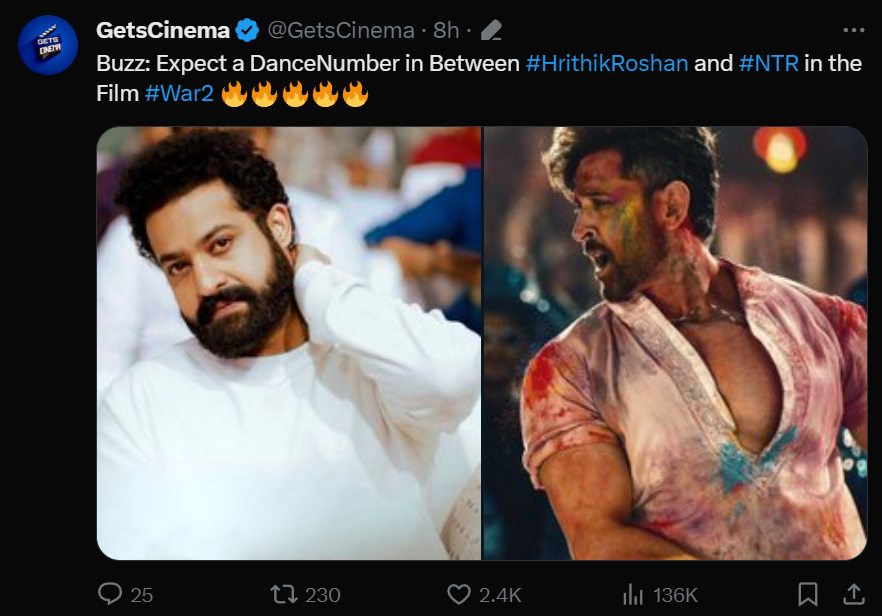 GETS
CINEMA
GetsCinema @GetsCinema · 8h ·
Buzz: Expect a DanceNumber in Between #HrithikRoshan and #NTR in the
Film #War2 🔥🔥🔥🔥🔥
25 230 2.4K 136K